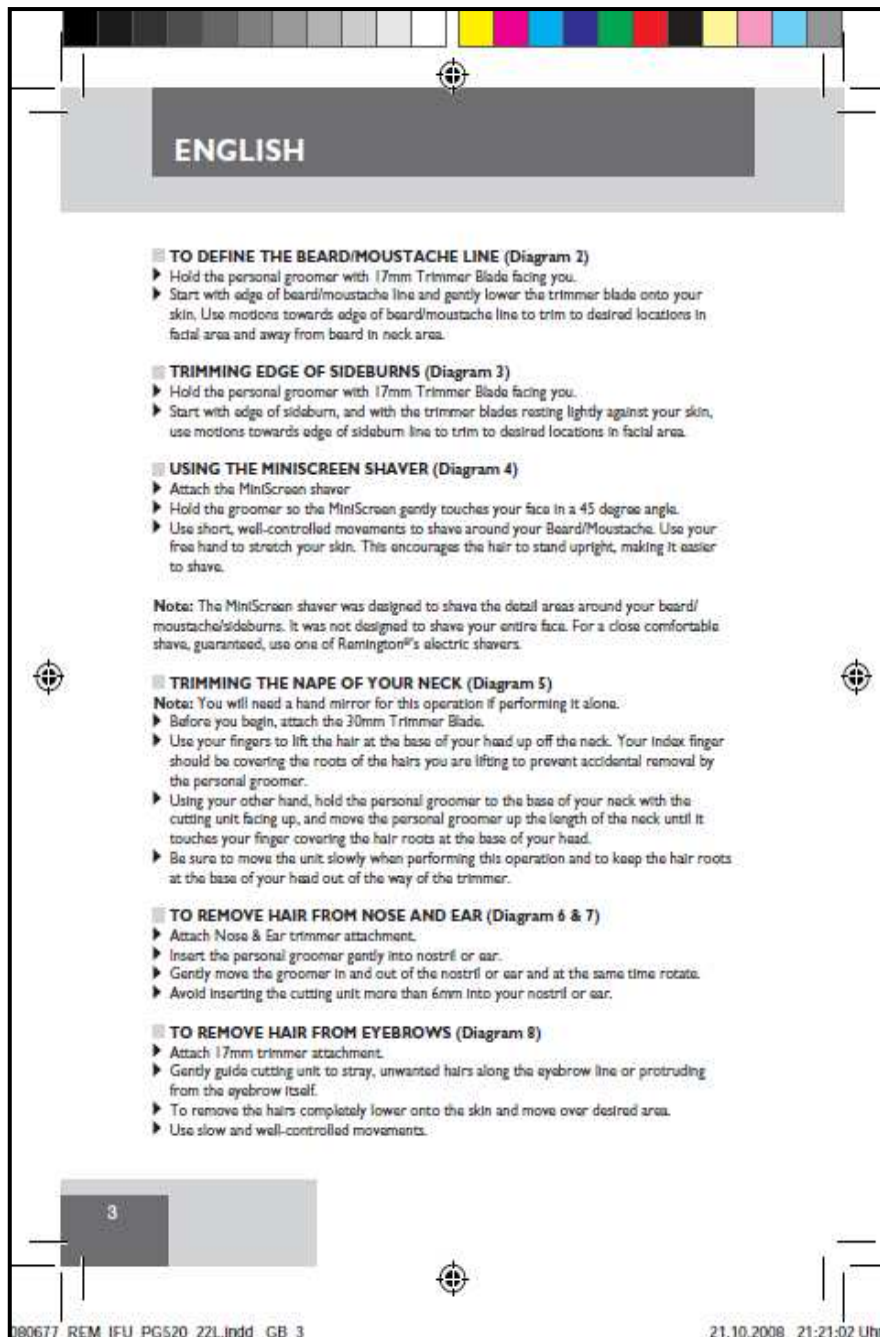 ENGLISH
TO DEFINE THE BEARD/MOUSTACHE LINE (Diagram 2)
Hold the personal groomer with 17mm Trimmer Blade facing you.
Start with edge of beard/moustache line and gently lower the trimmer blade onto your
skin. Use motions towards edge of beard/moustache line to trim to desired locations in
facial area and away from beard in neck area.
TRIMMING EDGE OF SIDEBURNS (Diagram 3)
Hold the personal groomer with 17mm Trimmer Blade facing you.
Start with edge of sideburn, and with the trimmer blades resting lightly against your skin,
use motions towards edge of sideburn line to trim to desired locations in facial area.
USING THE MINISCREEN SHAVER (Diagram 4)
Attach the MiniScreen shaver
Hold the groomer so the MiniScreen gently touches your face in a 45 degree angle.
Use short, well-controlled movements to shave around your Beard/Moustache. Use your
free hand to stretch your skin. This encourages the hair to stand upright, making it easier
to shave.
Note: The MiniScreen shaver was designed to shave the detail areas around your beard/
moustache/sideburns. It was not designed to shave your entire face. For a close comfortable
shave, guaranteed, use one of Remington®'s electric shavers.
TRIMMING THE NAPE OF YOUR NECK (Diagram 5)
Note: You will need a hand mirror for this operation if performing it alone.
Before you begin, attach the 30mm Trimmer Blade.
Use your fingers to lift the hair at the base of your head up off the neck. Your index finger
should be covering the roots of the hairs you are lifting to prevent accidental removal by
the personal groomer.
Using your other hand, hold the personal groomer to the base of your neck with the
cutting unit facing up, and move the personal groomer up the length of the neck until it
touches your finger covering the hair roots at the base of your head.
Be sure to move the unit slowly when performing this operation and to keep the hair roots
at the base of your head out of the way of the trimmer.
TO REMOVE HAIR FROM NOSE AND EAR (Diagram 6 & 7)
Attach Nose & Ear trimmer attachment.
Insert the personal groomer gently into nostril or ear.
Gently move the groomer in and out of the nostril or ear and at the same time rotate.
Avoid inserting the cutting unit more than 6mm into your nostril or ear.
TO REMOVE HAIR FROM EYEBROWS (Diagram 8)
Attach 17mm trimmer attachment.
Gently guide cutting unit to stray, unwanted hairs along the eyebrow line or protruding
from the eyebrow itself.
To remove the hairs completely lower onto the skin and move over desired area.
Use slow and well-controlled movements.
3
080677_REM_IFU_PG520_22L.indd GB_3 21.10.2008 21:21:02 Uhr